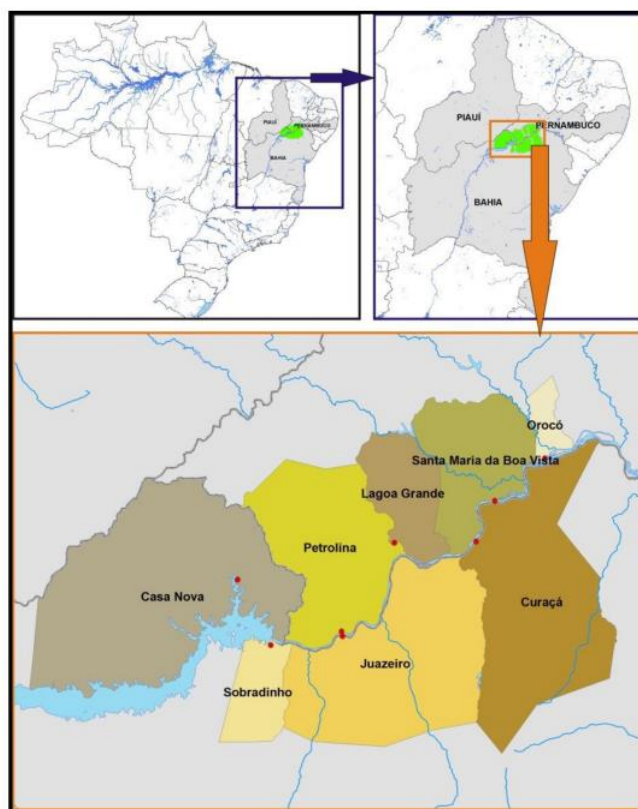 PIAUÍ
PERNAMBUCO
BAHIA
PIAUÍ
PERNAMBUCO
BAHIA
Orocó
Santa Maria da Boa Vista
Lagoa Grande
Petrolina
Casa Nova
Curaçá
Juazeiro
Sobradinho